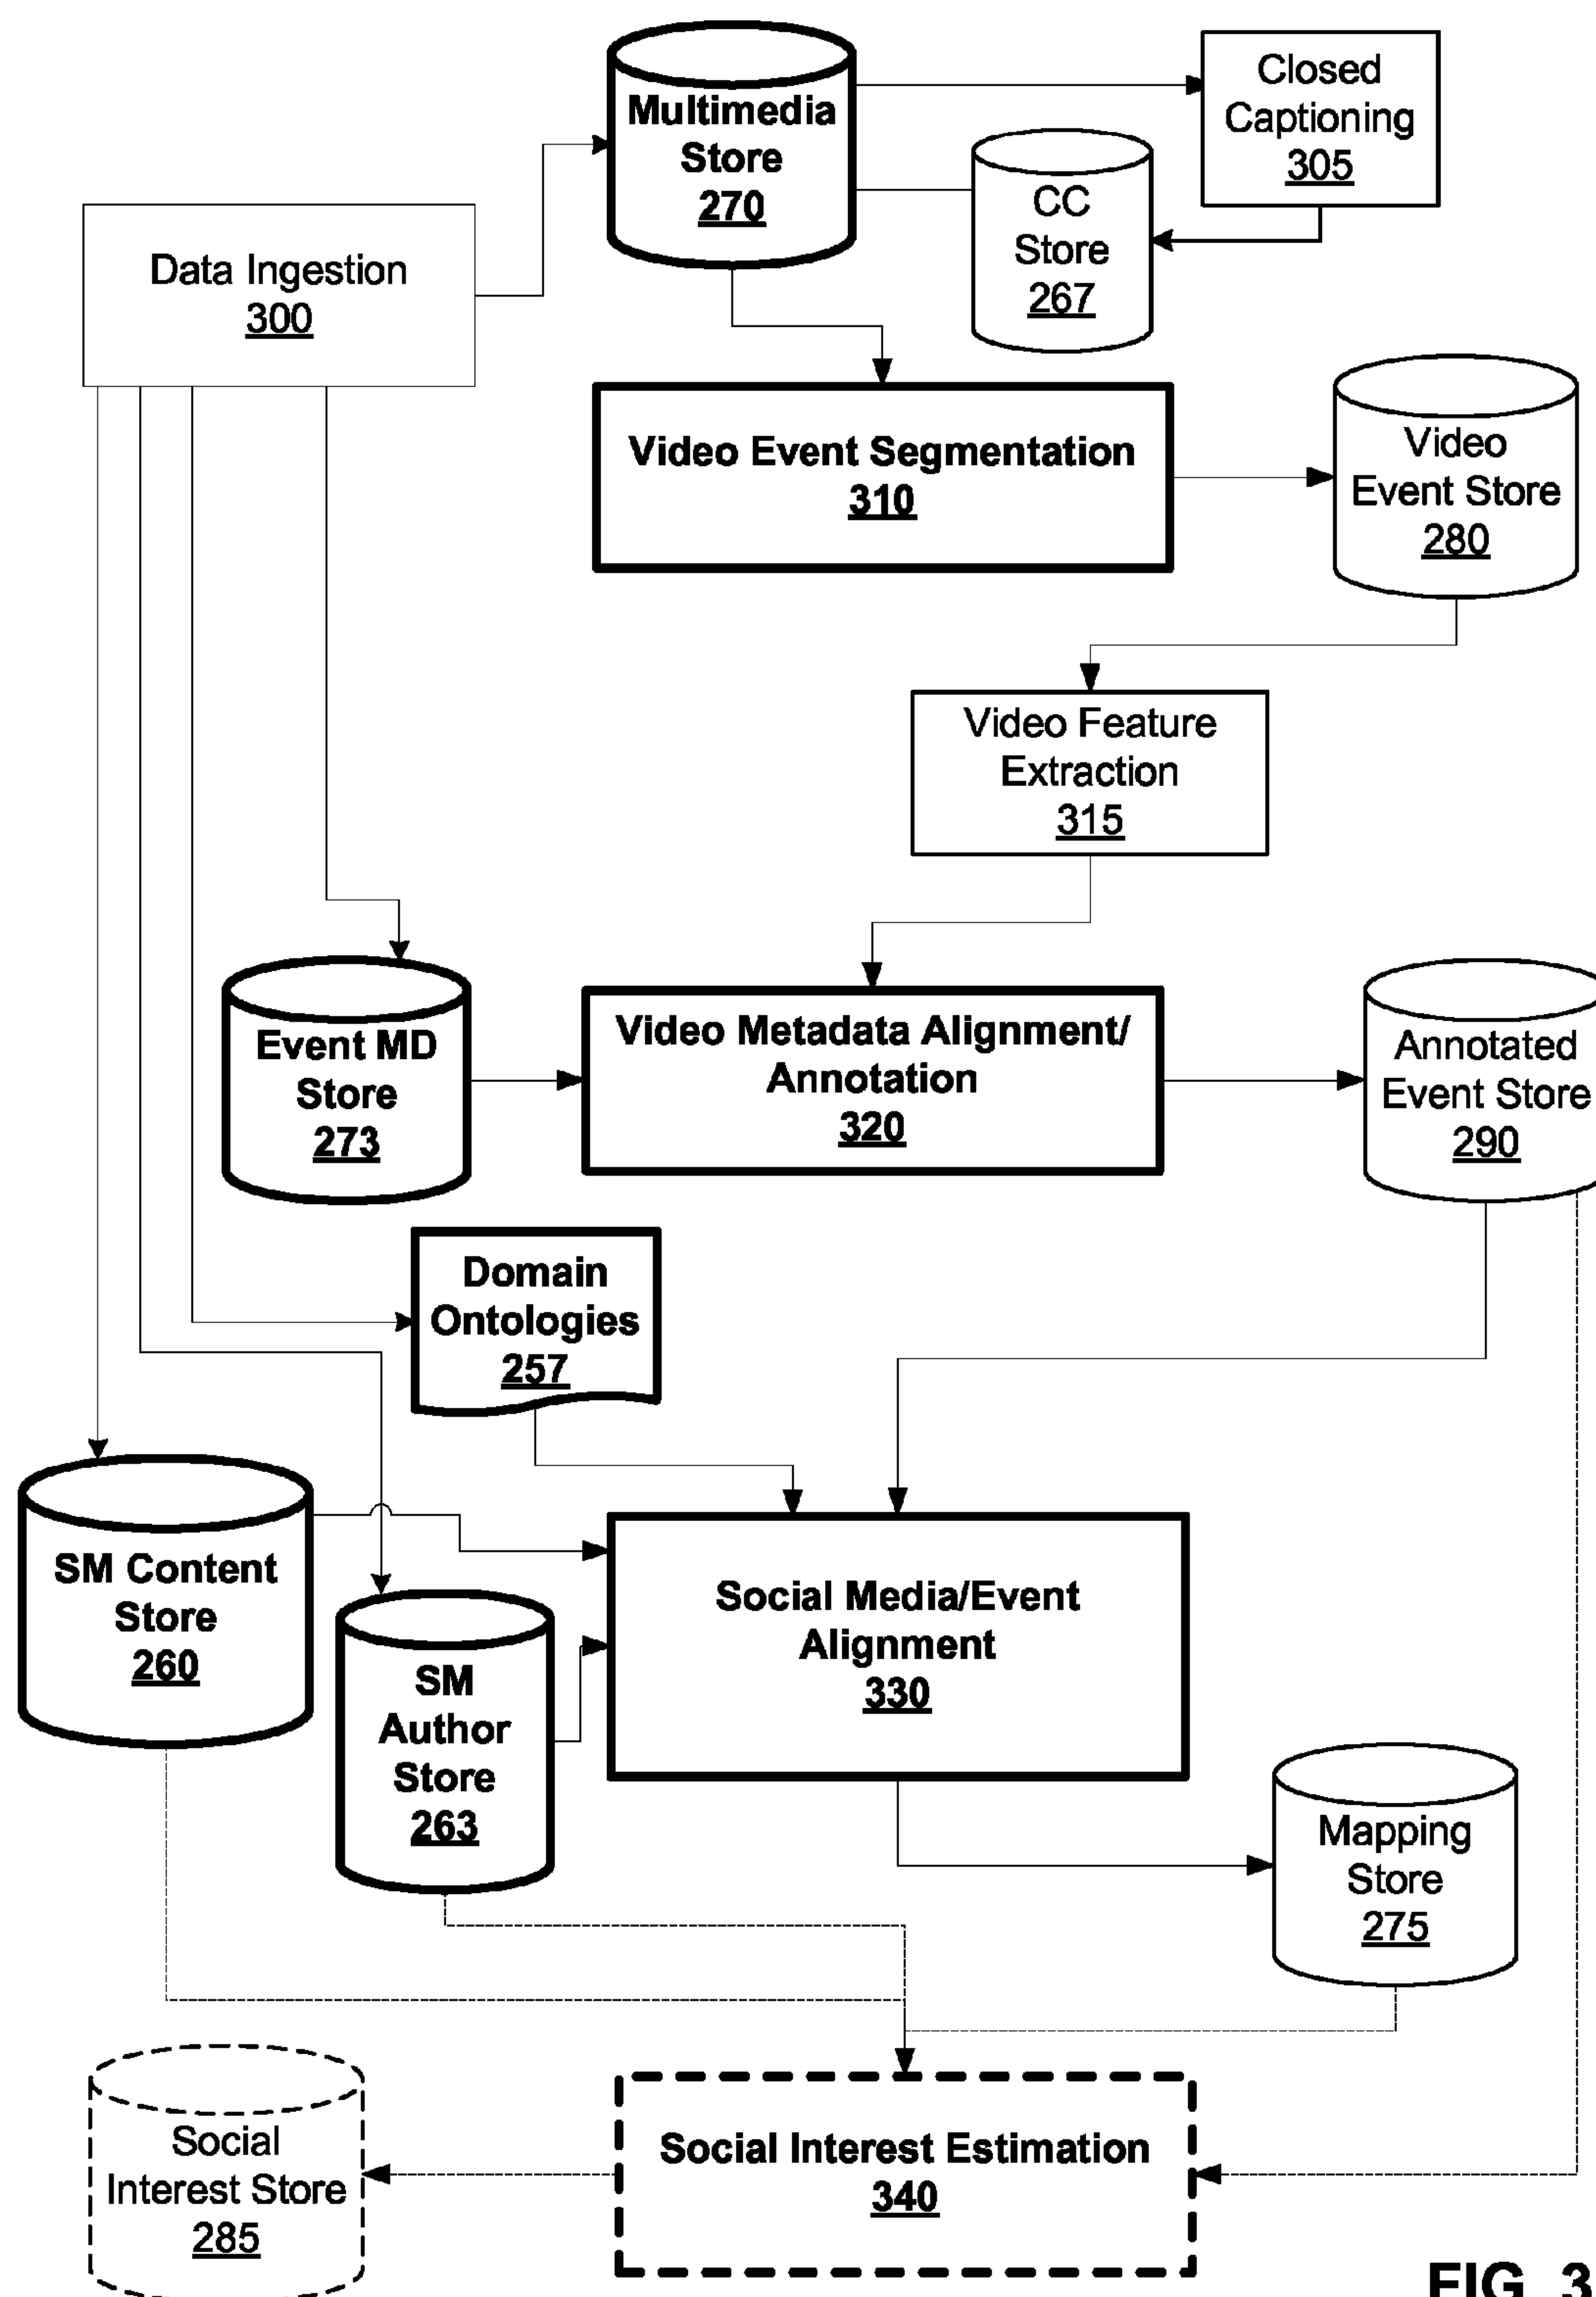 Multimedia
Store
270
Closed
Captioning
305
CC
Store
267
Data Ingestion
300
Video Event Segmentation
310
Video
Event Store
280
Video Feature
Extraction
315
Event MD
Store
273
Video Metadata Alignment/
Annotation
320
Annotated
Event Store
290
Domain
Ontologies
257
SM Content
Store
260
SM
Author
Store
263
Social Media/Event
Alignment
330
Mapping
Store
275
Social
Interest Store
285
Social Interest Estimation
340
FIG. 3